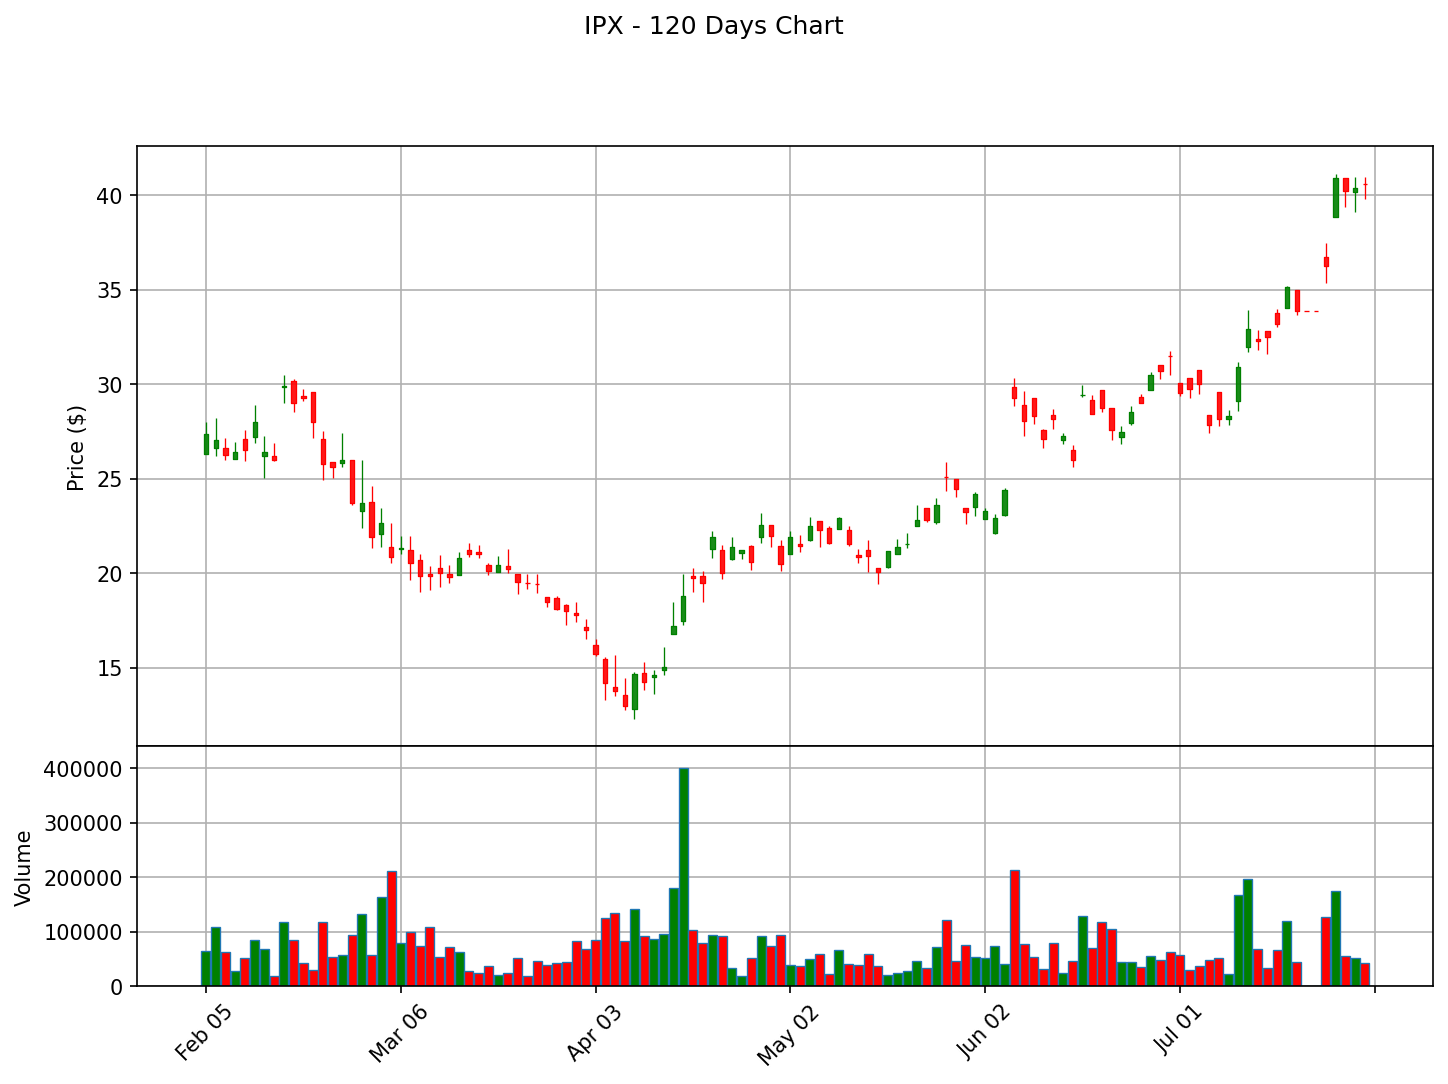 IPX - 120 Days Chart
Price ($)
40
35
30
25
20
15
Volume
400000
300000
200000
100000
0
Feb 05
Mar 06
Apr 03
May 02
Jun 02
Jul 01